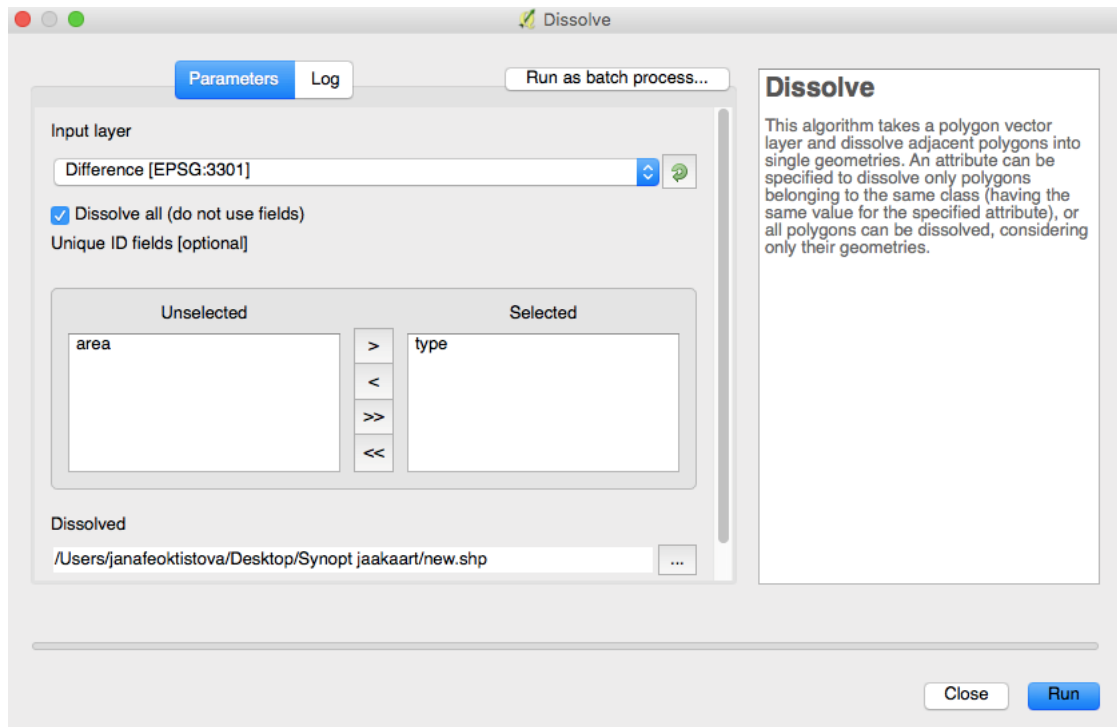 Dissolve
Parameters
Log
Run as batch process...
Input layer
Difference [EPSG:3301]
Dissolve all (do not use fields)
Unique ID fields [optional]
Unselected
Selected
area
type
>
<
>>
<<
Dissolved
/Users/janafeoktistova/Desktop/Synopt jaakaart/new.shp
...
Dissolve
This algorithm takes a polygon vector
layer and dissolve adjacent polygons into
single geometries. An attribute can be
specified to dissolve only polygons
belonging to the same class (having the
same value for the specified attribute), or
all polygons can be dissolved, considering
only their geometries.
Close
Run